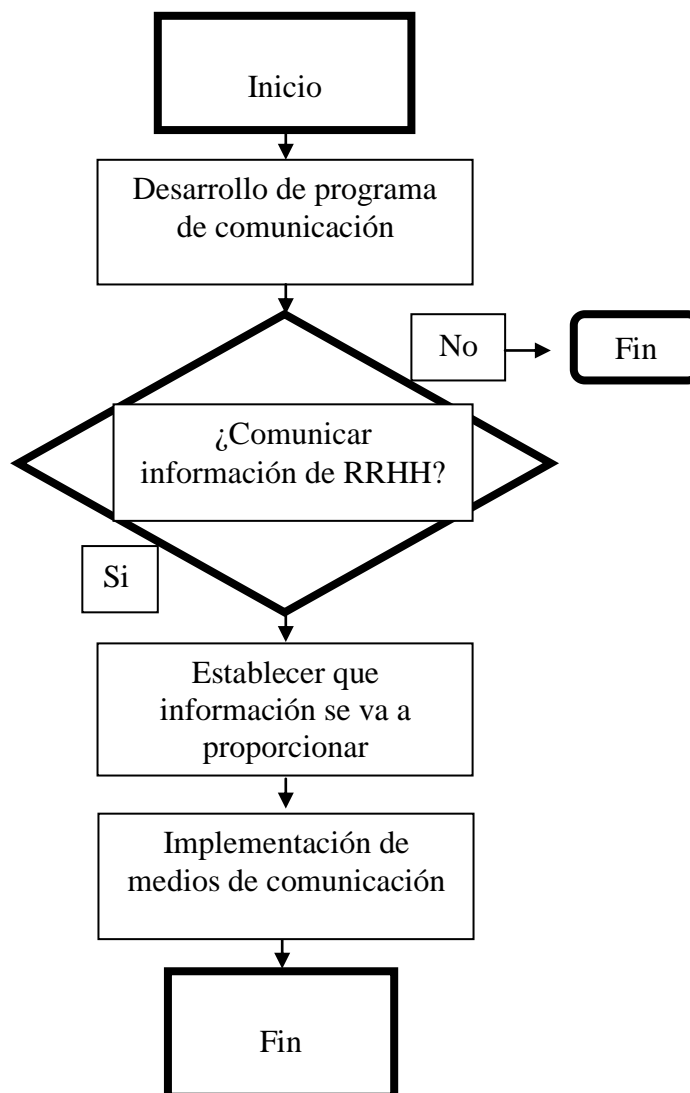 Inicio
Desarrollo de programa
de comunicación
No
Fin
¿Comunicar
información de RRHH?
Si
Establecer que
información se va a
proporcionar
Implementación de
medios de comunicación
Fin